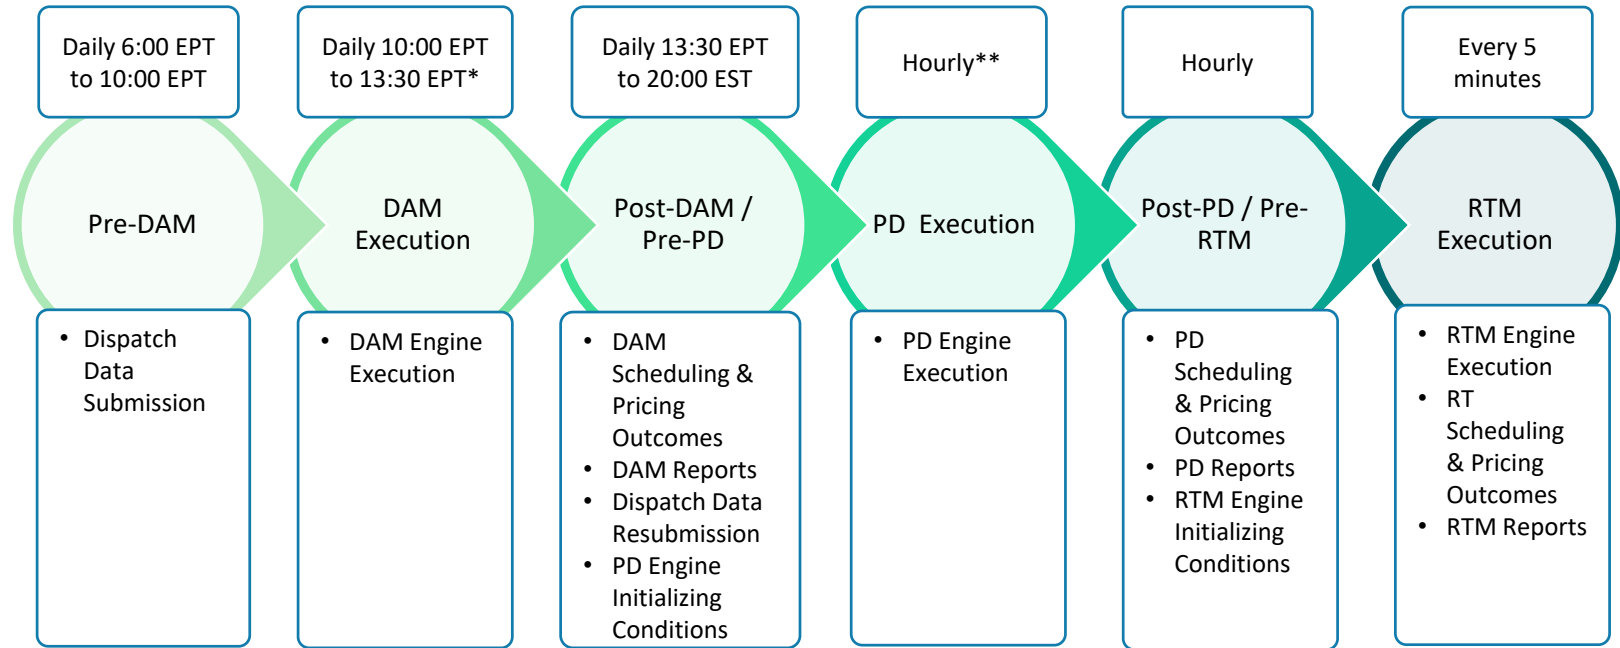 Daily 6:00 EPT
to 10:00 EPT
Daily 10:00 EPT
to 13:30 EPT*
Daily 13:30 EPT
to 20:00 EST
Hourly**
Hourly
Every 5
minutes
Pre-DAM
DAM
Execution
Post-DAM /
Pre-PD
PD Execution
Post-PD / Pre-
RTM
RTM
Execution
• Dispatch
Data
Submission
• DAM Engine
Execution
• DAM
Scheduling &
Pricing
Outcomes
• DAM Reports
• Dispatch Data
Resubmission
• PD Engine
Initializing
Conditions
• PD Engine
Execution
• PD
Scheduling
& Pricing
Outcomes
• PD Reports
• RTM Engine
Initializing
Conditions
• RTM Engine
Execution
• RT
Scheduling
& Pricing
Outcomes
• RTM Reports